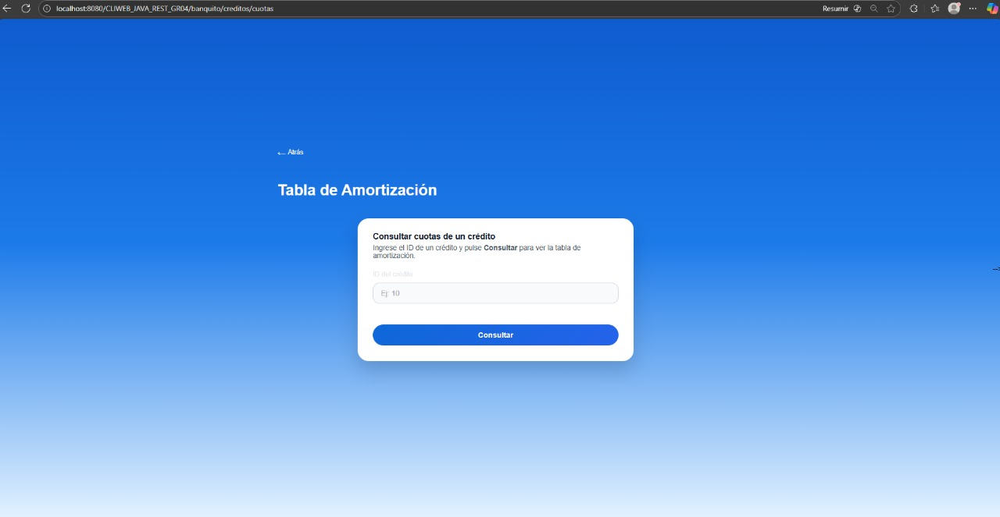 localhost:8080/CLIWEB_JAVA_REST_GR04/banquito/creditos/cuotas
Resumir
← Atrás
Tabla de Amortización
Consultar cuotas de un crédito
Ingrese el ID de un crédito y pulse Consultar para ver la tabla de
amortización.
ID del crédito
Ej: 10
Consultar